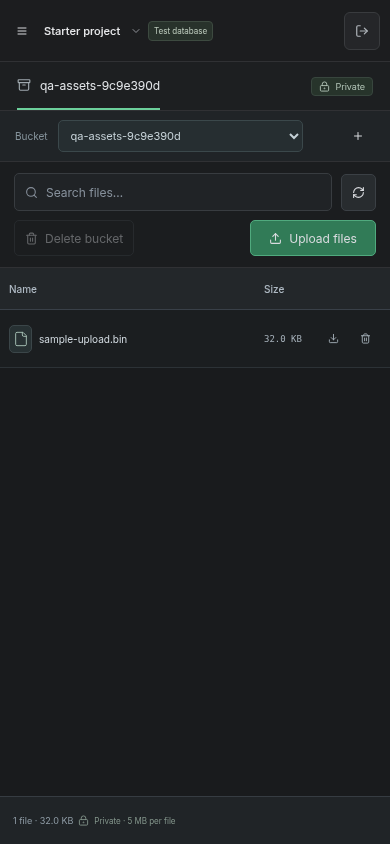 Starter project Test database
qa-assets-9c9e390d Private
Bucket qa-assets-9c9e390d
Search files...
Delete bucket Upload files
Name Size
sample-upload.bin 32.0 KB
1 file · 32.0 KB Private · 5 MB per file